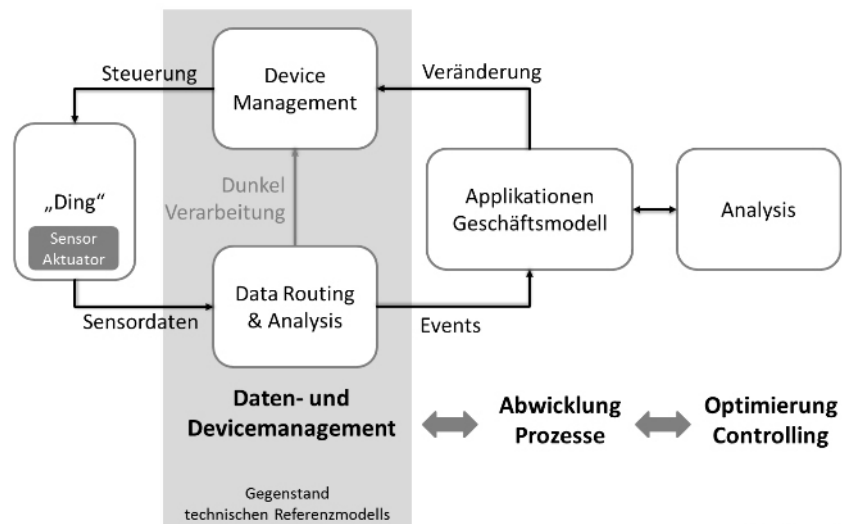 Steuerung
Device
Management
Veränderung
„Ding“
Sensor
Aktuator
Dunkel
Verarbeitung
Applikationen
Geschäftsmodell
Analysis
Sensordaten
Data Routing
& Analysis
Events
Daten- und
Devicemanagement
Abwicklung
Prozesse
Optimierung
Controlling
Gegenstand
technischen Referenzmodells